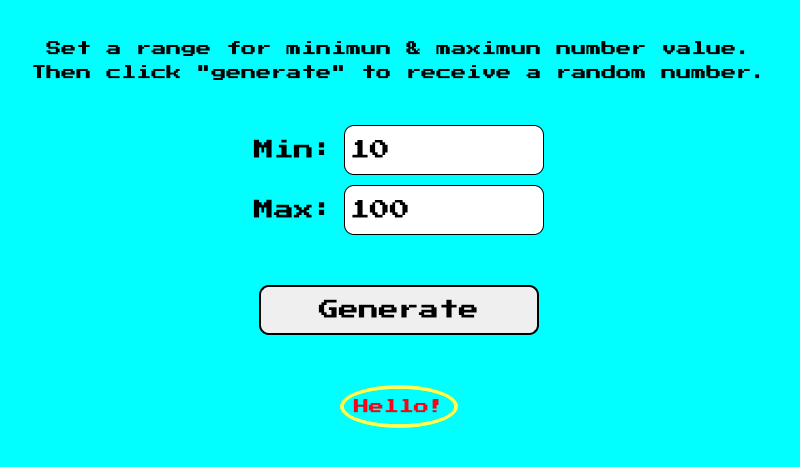 Set a range for minimun & maximun number value.
Then click "generate" to receive a random number.
Min: 10
Max: 100
Generate
Hello!